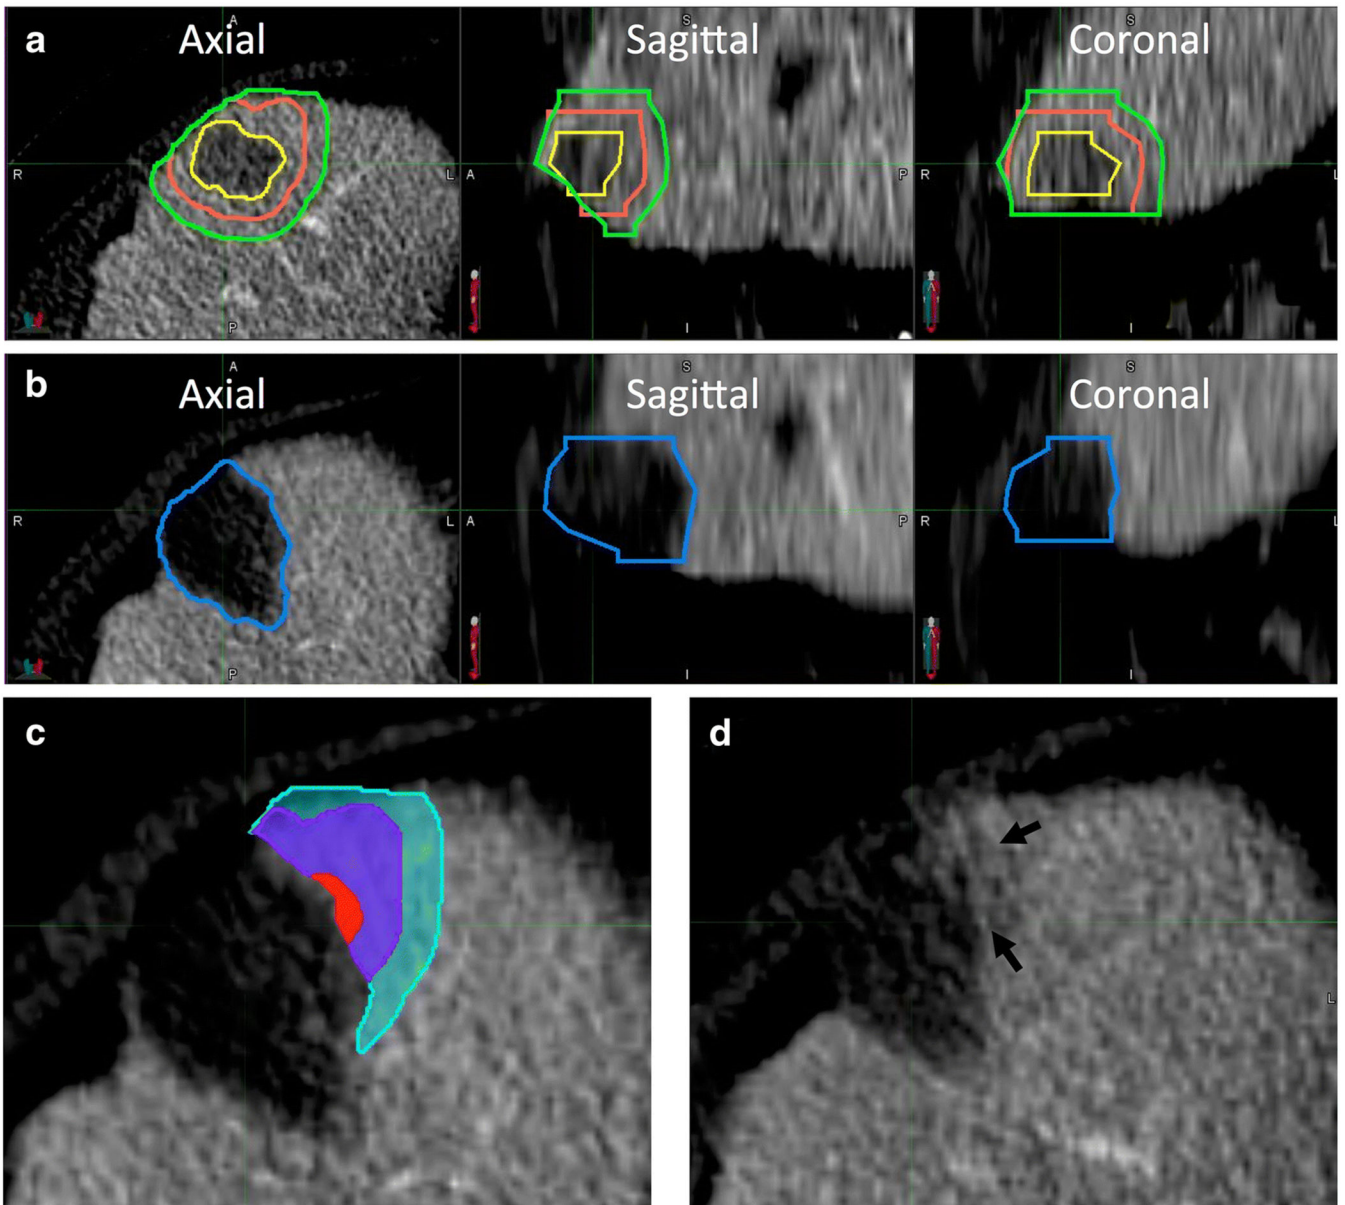 a Axial Sagittal Coronal
A S S
R L A P R L
P I I
b Axial Sagittal Coronal
A S S
R L A P R L
P I I
c d
L